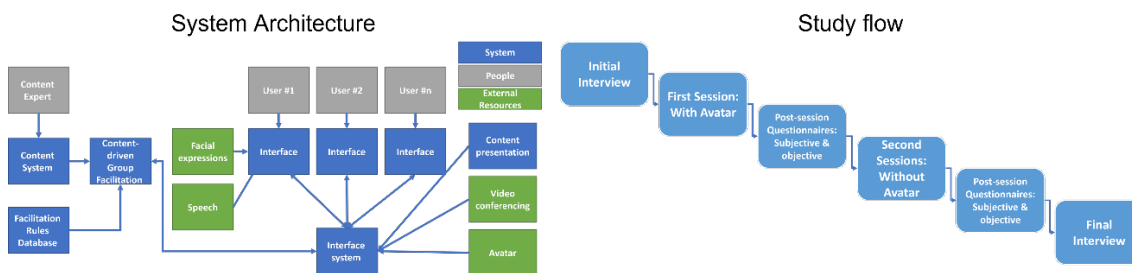 System Architecture
Study flow
System
People
External
Resources
Content
Expert
User #1
User #2
User #n
Facial
expressions
Interface
Interface
Interface
Content
presentation
Content
System
Content-
driven
Group
Facilitation
Speech
Video
conferencing
Facilitation
Rules
Database
Interface
system
Avatar
Initial
Interview
First Session:
With Avatar
Post-session
Questionnaires:
Subjective &
objective
Second
Sessions:
Without
Avatar
Post-session
Questionnaires:
Subjective &
objective
Final
Interview